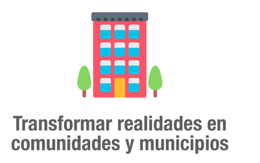 Transformar realidades en
comunidades y municipios